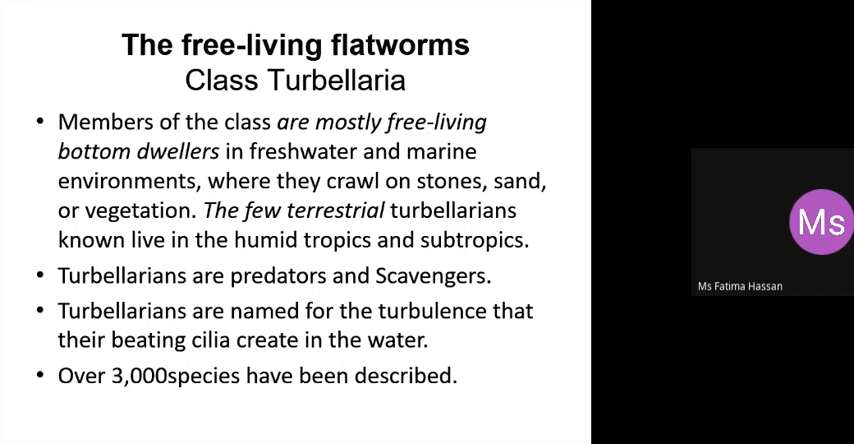 The free-living flatworms
Class Turbellaria
• Members of the class are mostly free-living
bottom dwellers in freshwater and marine
environments, where they crawl on stones, sand,
or vegetation. The few terrestrial turbellarians
known live in the humid tropics and subtropics.
• Turbellarians are predators and Scavengers.
• Turbellarians are named for the turbulence that
their beating cilia create in the water.
• Over 3,000species have been described.
Ms
Ms Fatima Hassan